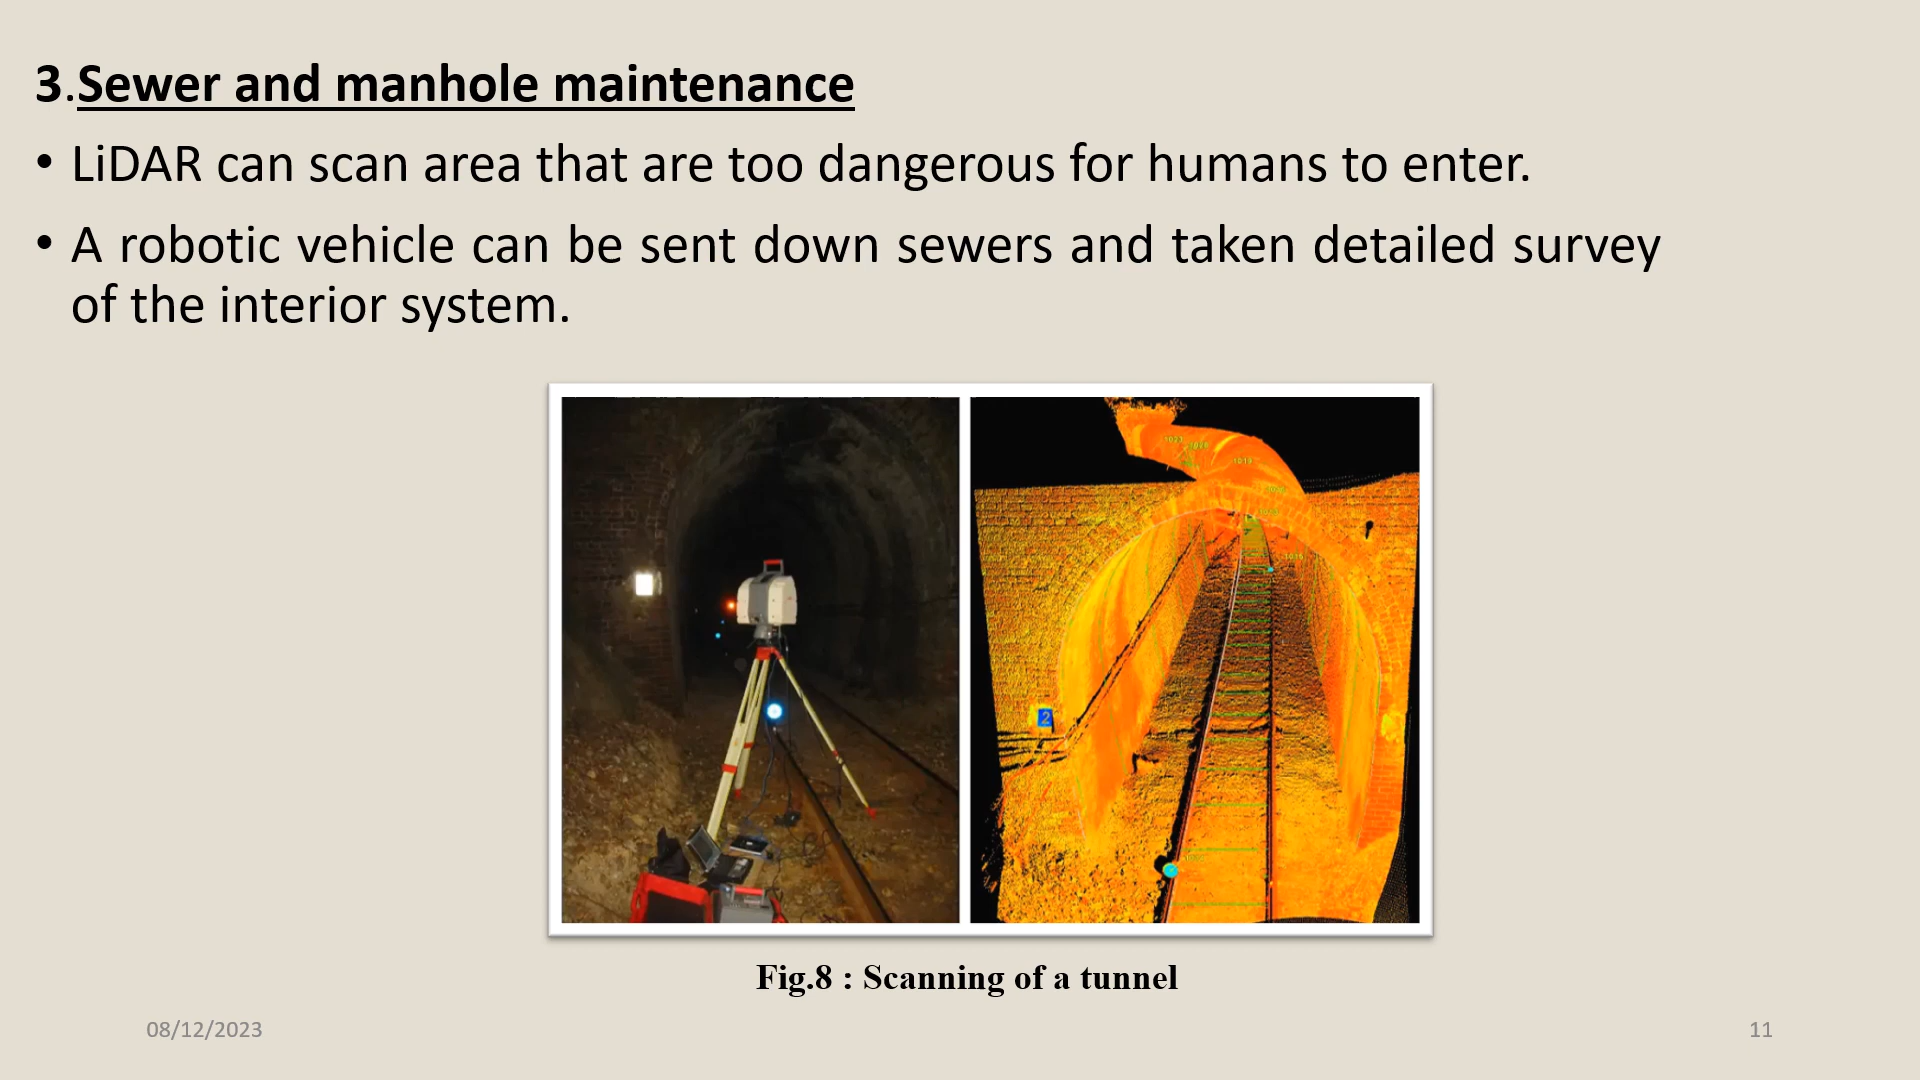 3.Sewer and manhole maintenance
• LiDAR can scan area that are too dangerous for humans to enter.
• A robotic vehicle can be sent down sewers and taken detailed survey
of the interior system.
1019
2
Fig.8 : Scanning of a tunnel
08/12/2023
11